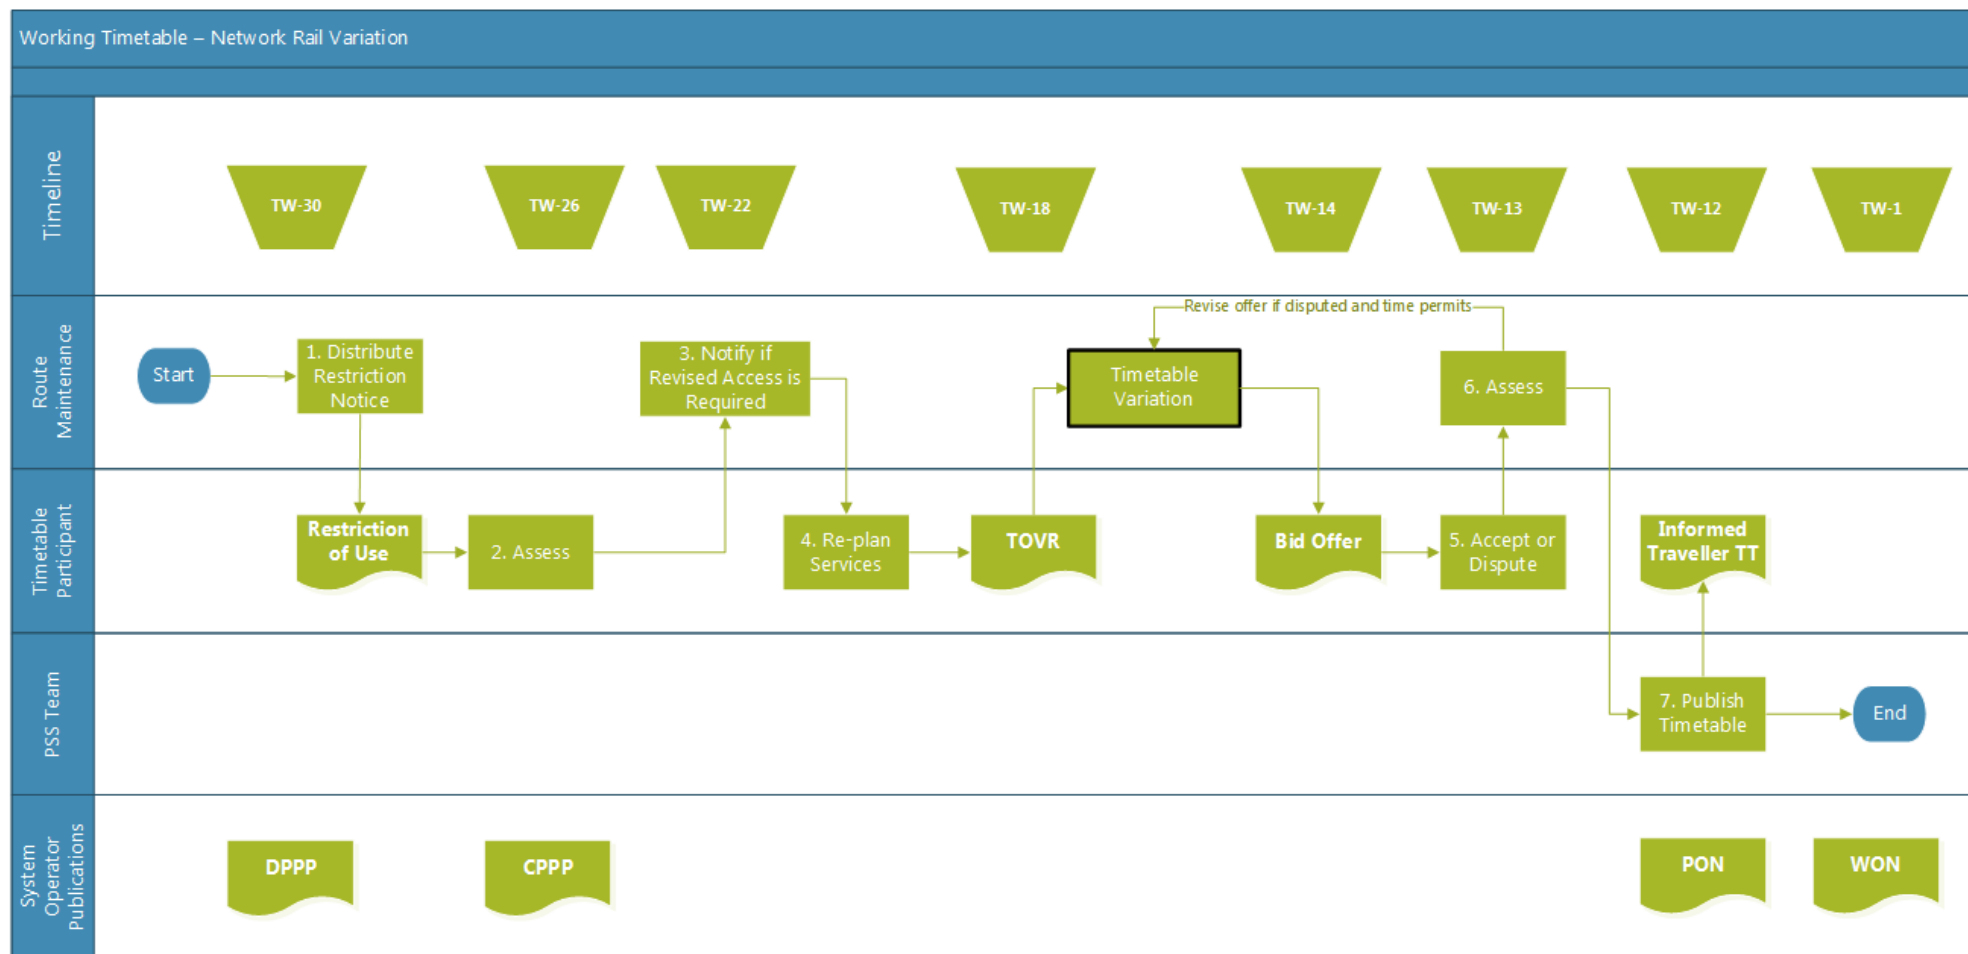 Working Timetable – Network Rail Variation
Timeline
TW-30
TW-26
TW-22
TW-18
TW-14
TW-13
TW-12
TW-1
Route
Maintenance
Start
1. Distribute
Restriction
Notice
3. Notify if
Revised Access is
Required
Revise offer if disputed and time permits
Timetable
Variation
6. Assess
Timetable
Participant
Restriction
of Use
2. Assess
4. Re-plan
Services
TOVR
Bid Offer
5. Accept or
Dispute
Informed
Traveller TT
PSS Team
7. Publish
Timetable
End
System
Operator
Publications
DPPP
CPPP
PON
WON